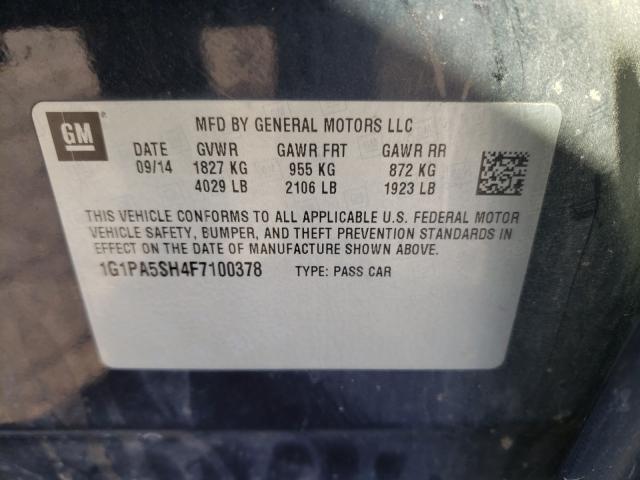 GM
MFD BY GENERAL MOTORS LLC
DATE GVWR GAWR FRT GAWR RR
09/14 1827 KG 955 KG 872 KG
4029 LB 2106 LB 1923 LB
THIS VEHICLE CONFORMS TO ALL APPLICABLE U.S. FEDERAL MOTOR
VEHICLE SAFETY, BUMPER, AND THEFT PREVENTION STANDARDS IN
EFFECT ON THE DATE OF MANUFACTURE SHOWN ABOVE.
1G1PA5SH4F7100378 TYPE: PASS CAR